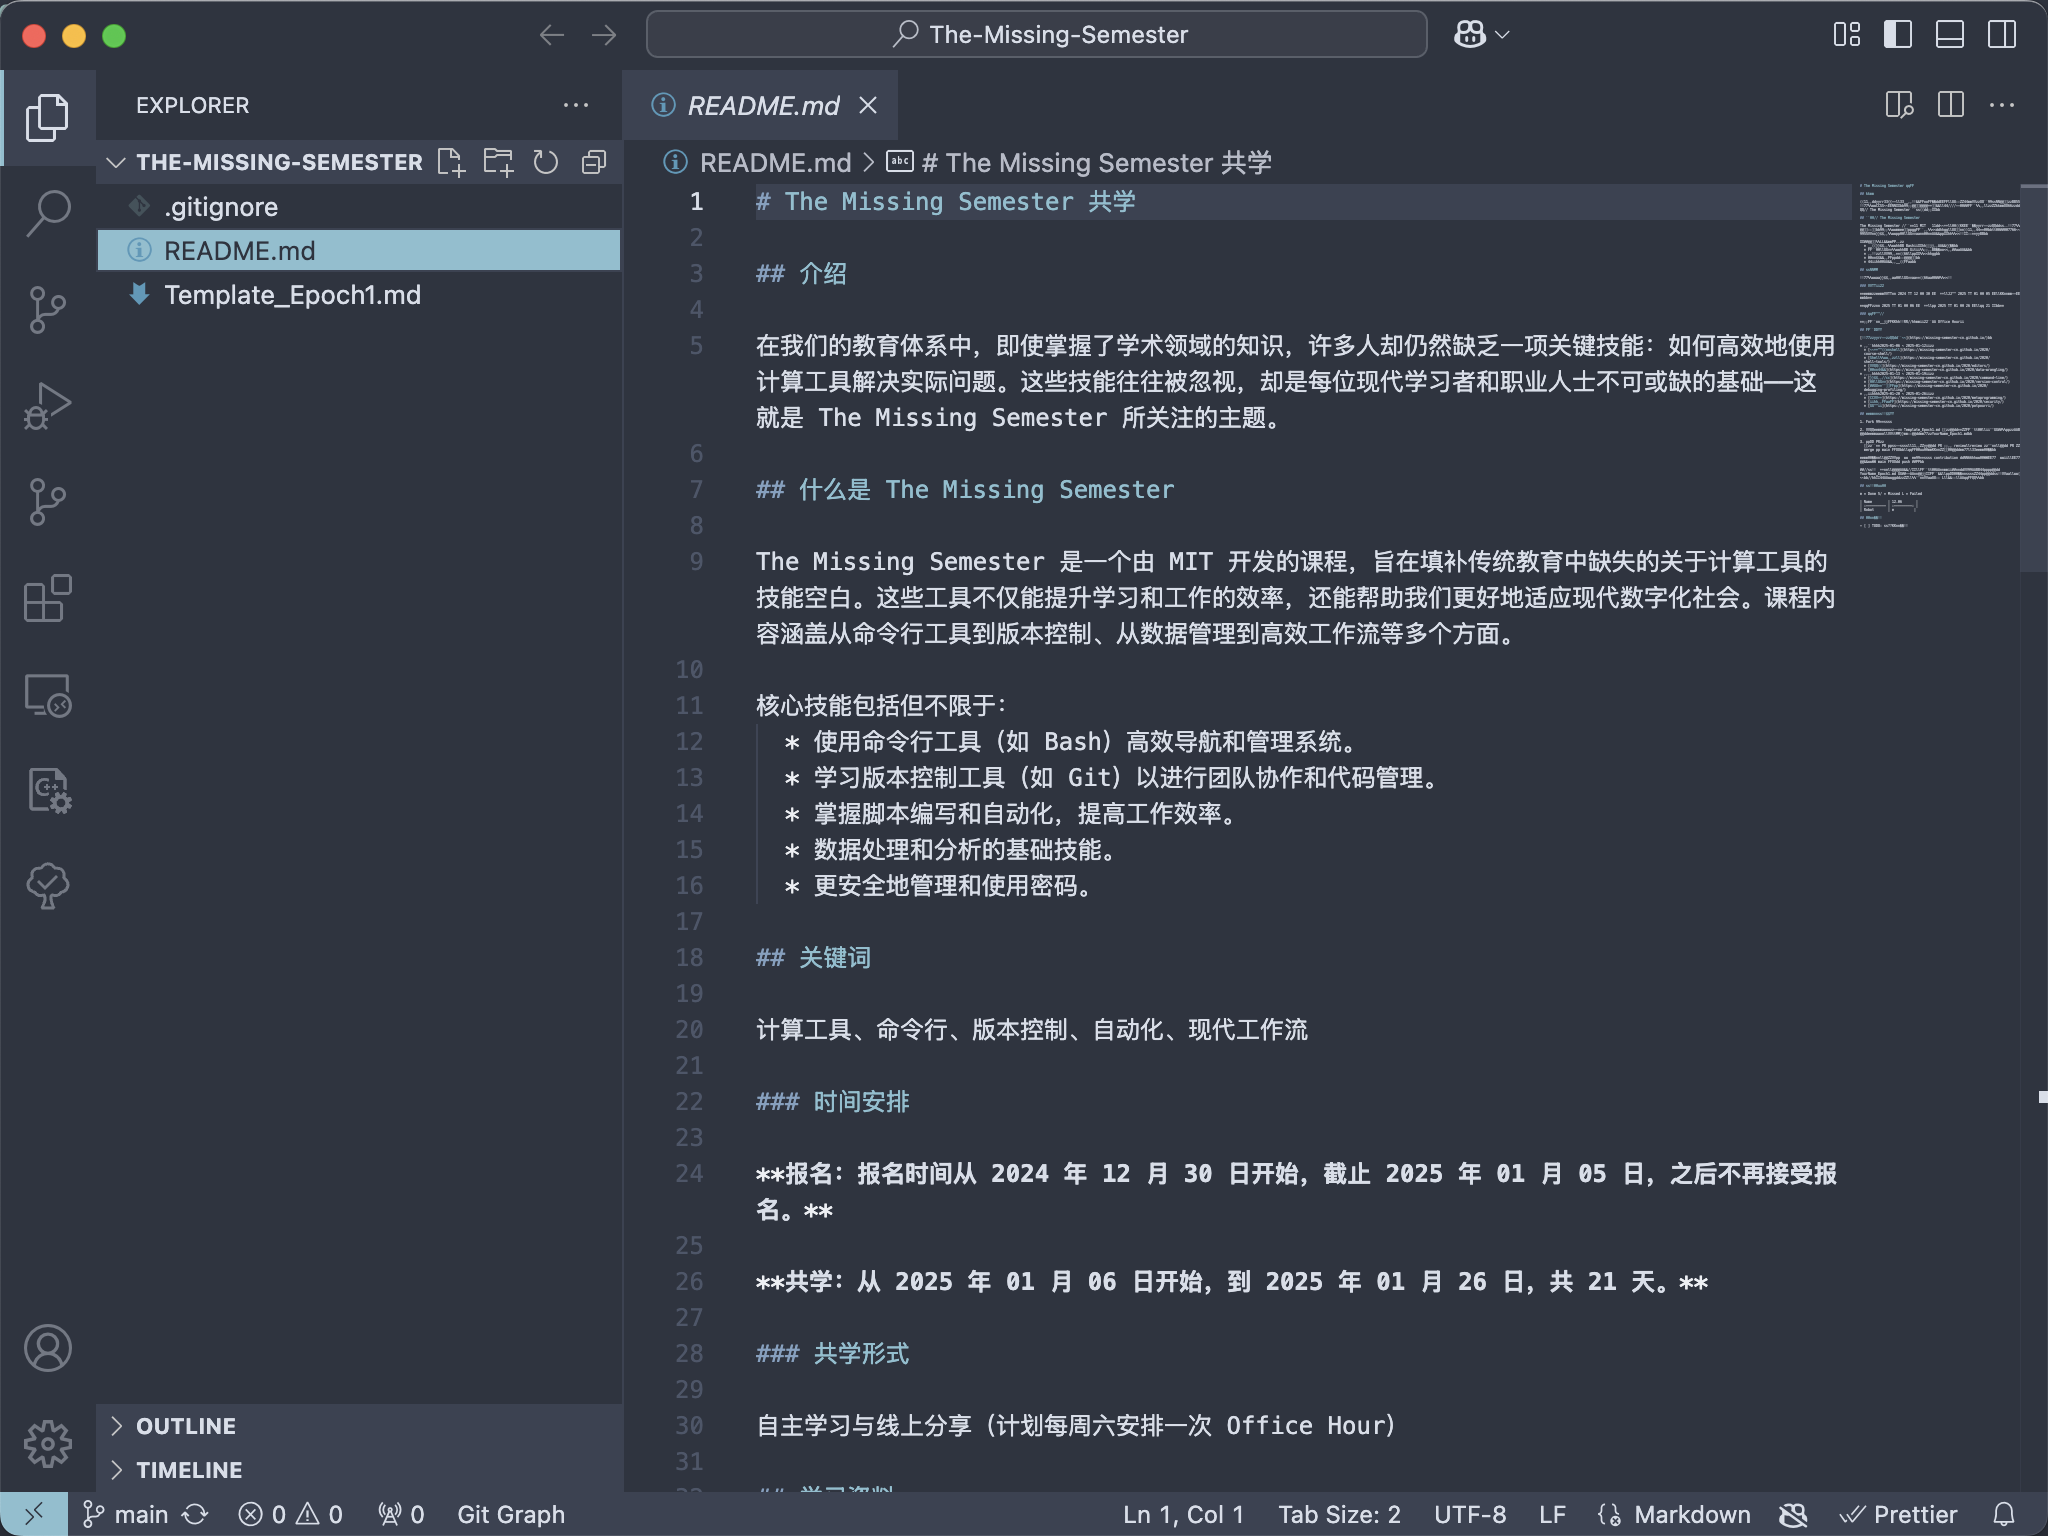 The-Missing-Semester
EXPLORER
README.md
THE-MISSING-SEMESTER
README.md > # The Missing Semester 共学
.gitignore
README.md
Template_Epoch1.md
1 # The Missing Semester 共学
2
3 ## 介绍
4
5 在我们的教育体系中，即使掌握了学术领域的知识，许多人却仍然缺乏一项关键技能：如何高效地使用
计算工具解决实际问题。这些技能往往被忽视，却是每位现代学习者和职业人士不可或缺的基础——这
就是 The Missing Semester 所关注的主题。
6
7 ## 什么是 The Missing Semester
8
9 The Missing Semester 是一个由 MIT 开发的课程，旨在填补传统教育中缺失的关于计算工具的
技能空白。这些工具不仅能提升学习和工作的效率，还能帮助我们更好地适应现代数字化社会。课程内
容涵盖从命令行工具到版本控制、从数据管理到高效工作流等多个方面。
10
11 核心技能包括但不限于：
12 * 使用命令行工具（如 Bash）高效导航和管理系统。
13 * 学习版本控制工具（如 Git）以进行团队协作和代码管理。
14 * 掌握脚本编写和自动化，提高工作效率。
15 * 数据处理和分析的基础技能。
16 * 更安全地管理和使用密码。
17
18 ## 关键词
19
20 计算工具、命令行、版本控制、自动化、现代工作流
21
22 ### 时间安排
23
24 **报名：报名时间从 2024 年 12 月 30 日开始，截止 2025 年 01 月 05 日，之后不再接受报
名。**
25
26 **共学：从 2025 年 01 月 06 日开始，到 2025 年 01 月 26 日，共 21 天。**
27
28 ### 共学形式
29
30 自主学习与线上分享（计划每周六安排一次 Office Hour）
31
OUTLINE
TIMELINE
main 0 0 0 Git Graph Ln 1, Col 1 Tab Size: 2 UTF-8 LF Markdown Prettier